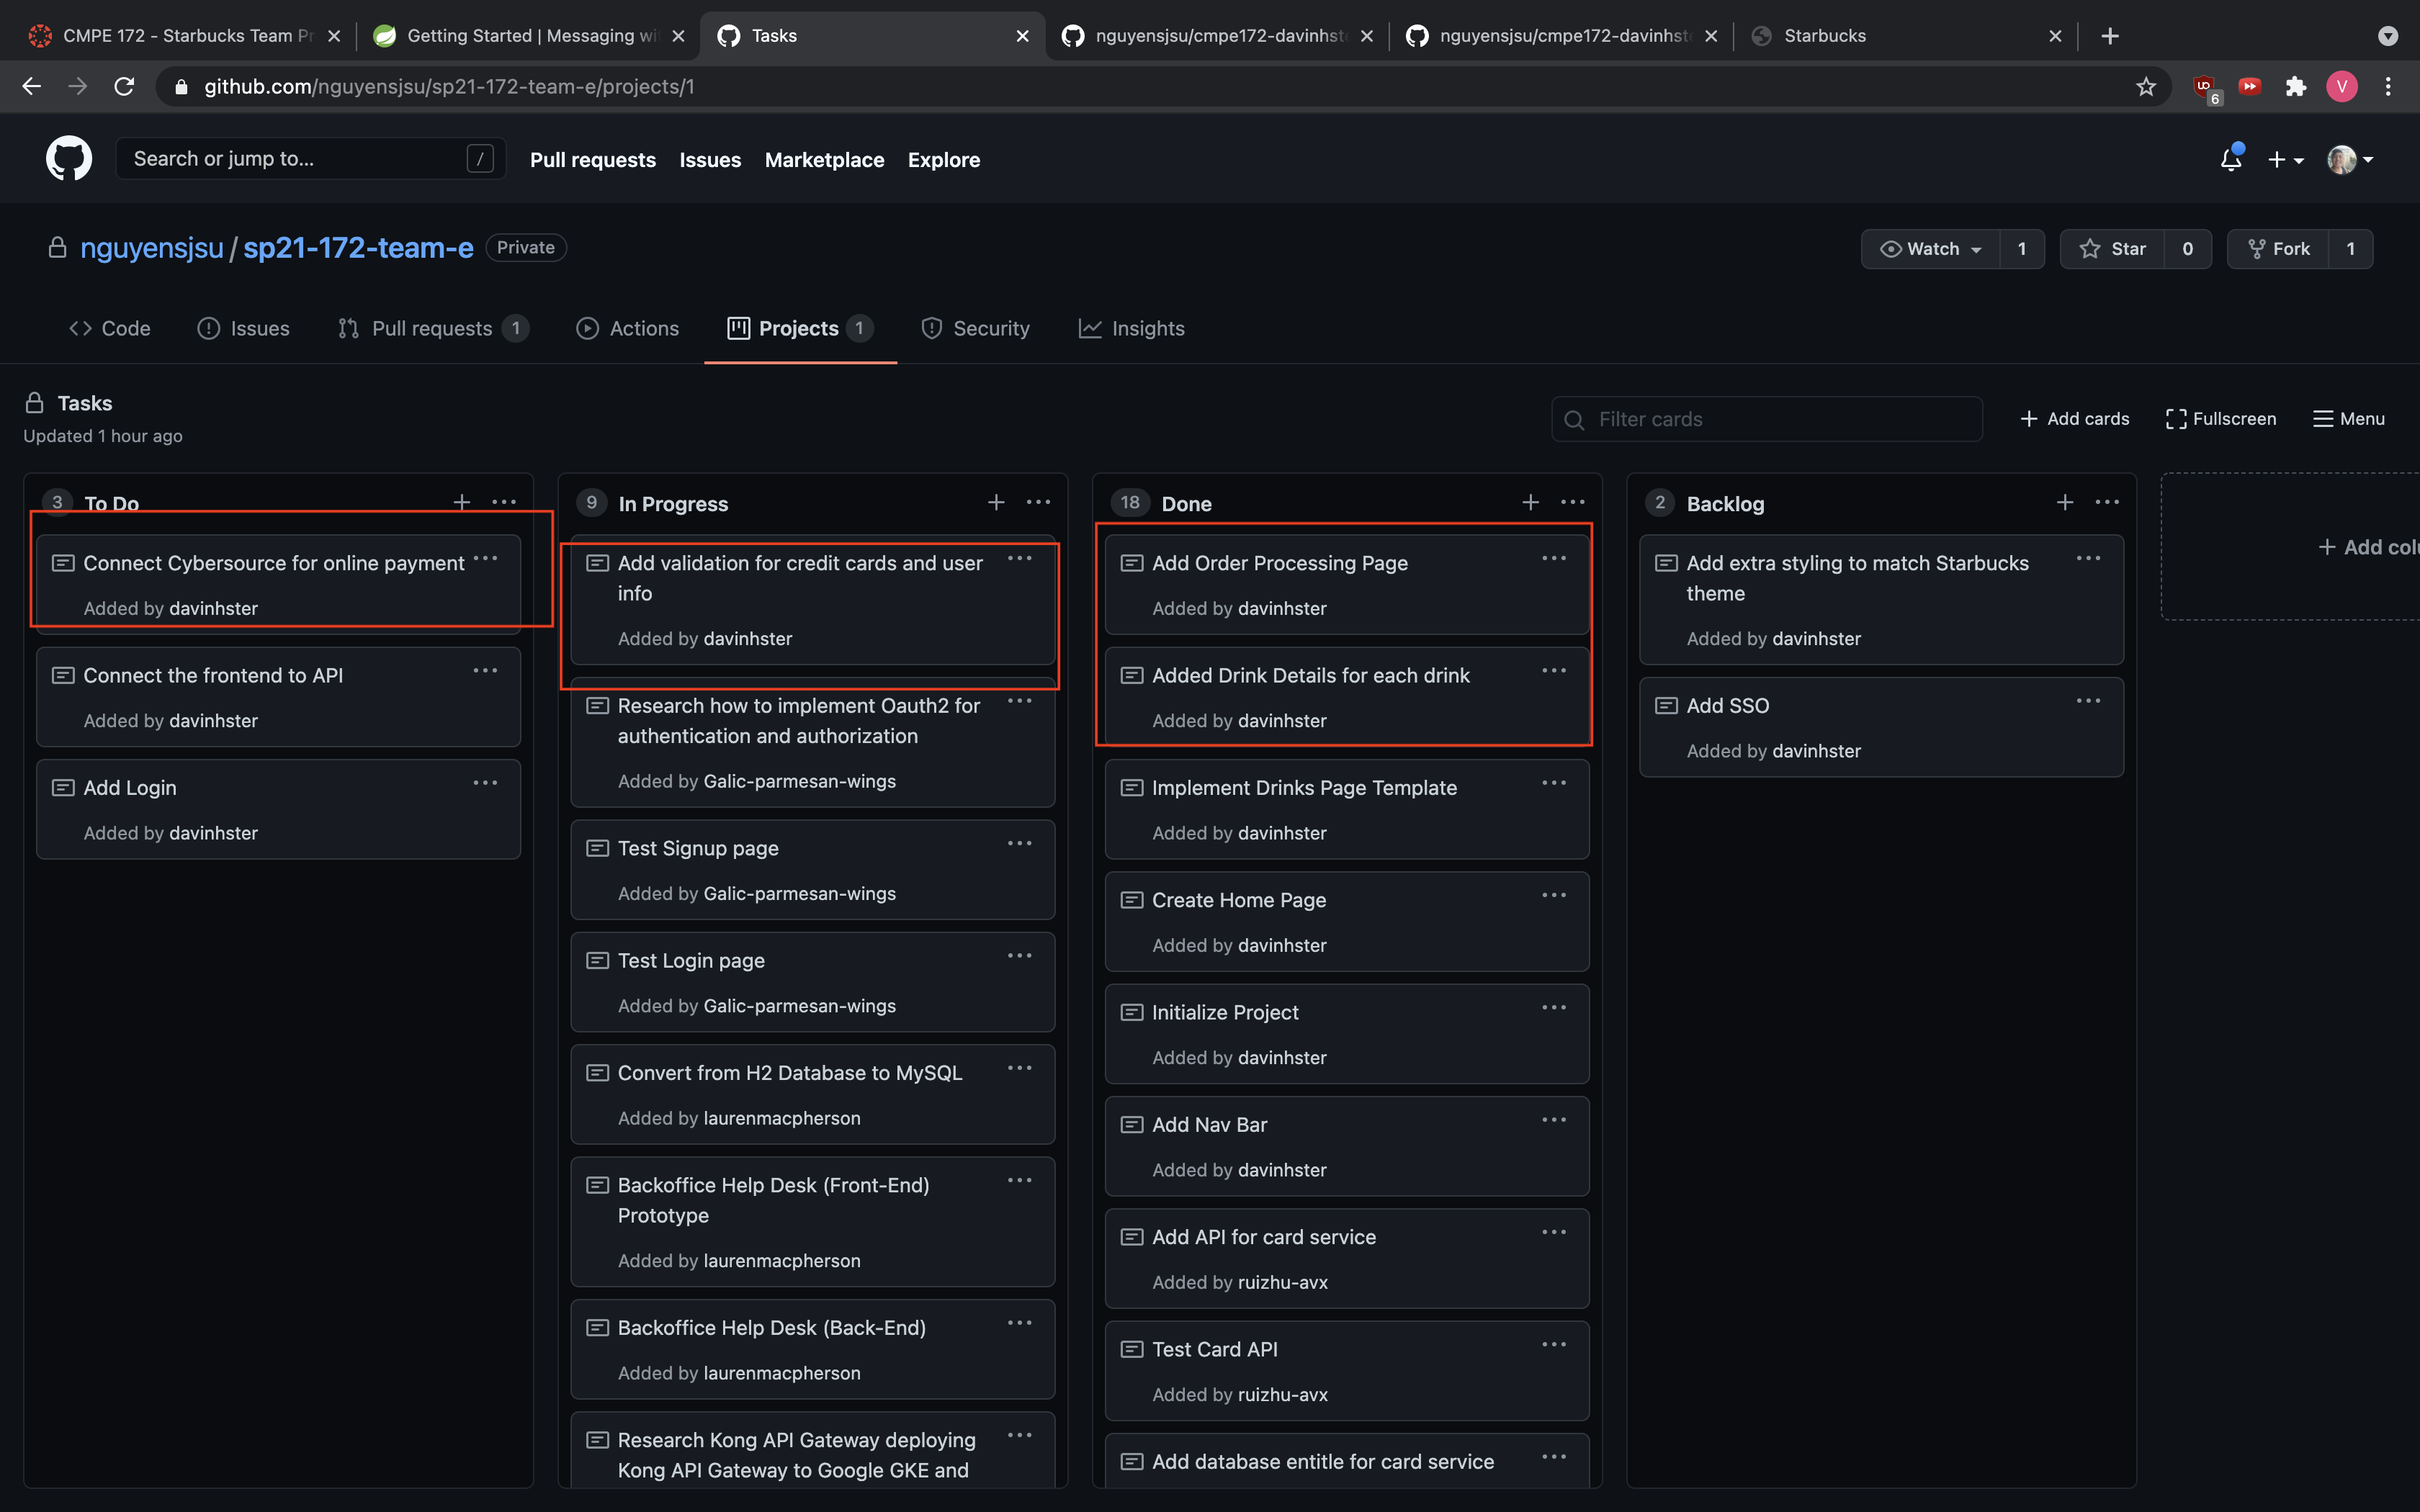 CMPE 172 - Starbucks Team Pr
Getting Started | Messaging wi
Tasks
nguyensjsu/cmpe172-davinhste
nguyensjsu/cmpe172-davinhste
Starbucks
github.com/nguyensjsu/sp21-172-team-e/projects/1
6
V
Search or jump to...
/
Pull requests
Issues
Marketplace
Explore
nguyensjsu / sp21-172-team-e
Private
Watch
1
Star
0
Fork
1
Code
Issues
Pull requests 1
Actions
Projects 1
Security
Insights
Tasks
Updated 1 hour ago
Filter cards
Add cards
Fullscreen
Menu
3 To Do
Connect Cybersource for online payment
Added by davinhster
Connect the frontend to API
Added by davinhster
Add Login
Added by davinhster
9 In Progress
Add validation for credit cards and user
info
Added by davinhster
Research how to implement Oauth2 for
authentication and authorization
Added by Galic-parmesan-wings
Test Signup page
Added by Galic-parmesan-wings
Test Login page
Added by Galic-parmesan-wings
Convert from H2 Database to MySQL
Added by laurenmacpherson
Backoffice Help Desk (Front-End)
Prototype
Added by laurenmacpherson
Backoffice Help Desk (Back-End)
Added by laurenmacpherson
Research Kong API Gateway deploying
Kong API Gateway to Google GKE and
18 Done
Add Order Processing Page
Added by davinhster
Added Drink Details for each drink
Added by davinhster
Implement Drinks Page Template
Added by davinhster
Create Home Page
Added by davinhster
Initialize Project
Added by davinhster
Add Nav Bar
Added by davinhster
Add API for card service
Added by ruizhu-avx
Test Card API
Added by ruizhu-avx
Add database entitle for card service
2 Backlog
Add extra styling to match Starbucks
theme
Added by davinhster
Add SSO
Added by davinhster
Add colu